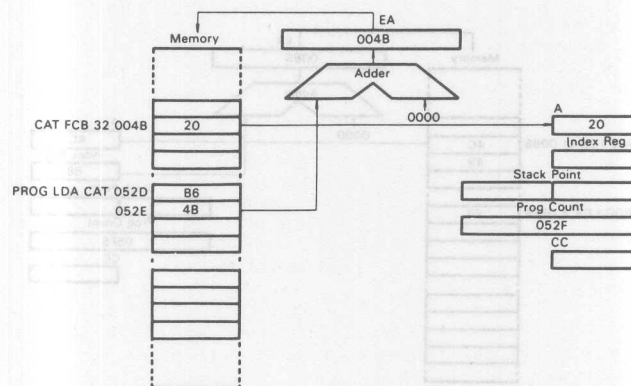 EA
Memory
004B
Adder
0000
A
CAT FCB 32 004B
20
20
Index Reg
Stack Point
PROG LDA CAT 052D
B6
052E
4B
Prog Count
052F
CC